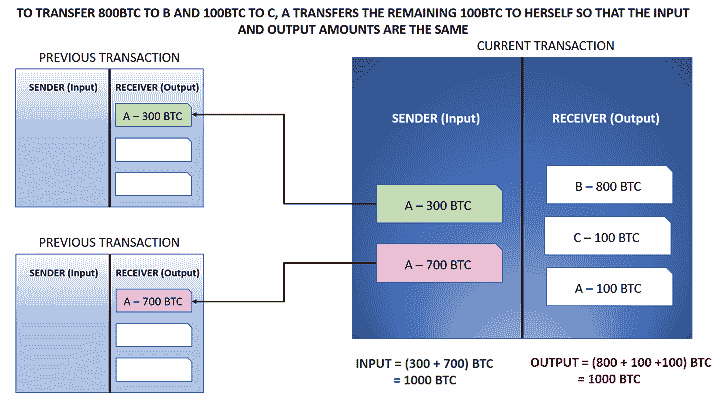 TO TRANSFER 800BTC TO B AND 100BTC TO C, A TRANSFERS THE REMAINING 100BTC TO HERSELF SO THAT THE INPUT
AND OUTPUT AMOUNTS ARE THE SAME
PREVIOUS TRANSACTION
SENDER (Input)
RECEIVER (Output)
A – 300 BTC
PREVIOUS TRANSACTION
SENDER (Input)
RECEIVER (Output)
A – 700 BTC
CURRENT TRANSACTION
SENDER (Input)
RECEIVER (Output)
A – 300 BTC
A – 700 BTC
B – 800 BTC
C – 100 BTC
A – 100 BTC
INPUT = (300 + 700) BTC
= 1000 BTC
OUTPUT = (800 + 100 +100) BTC
= 1000 BTC